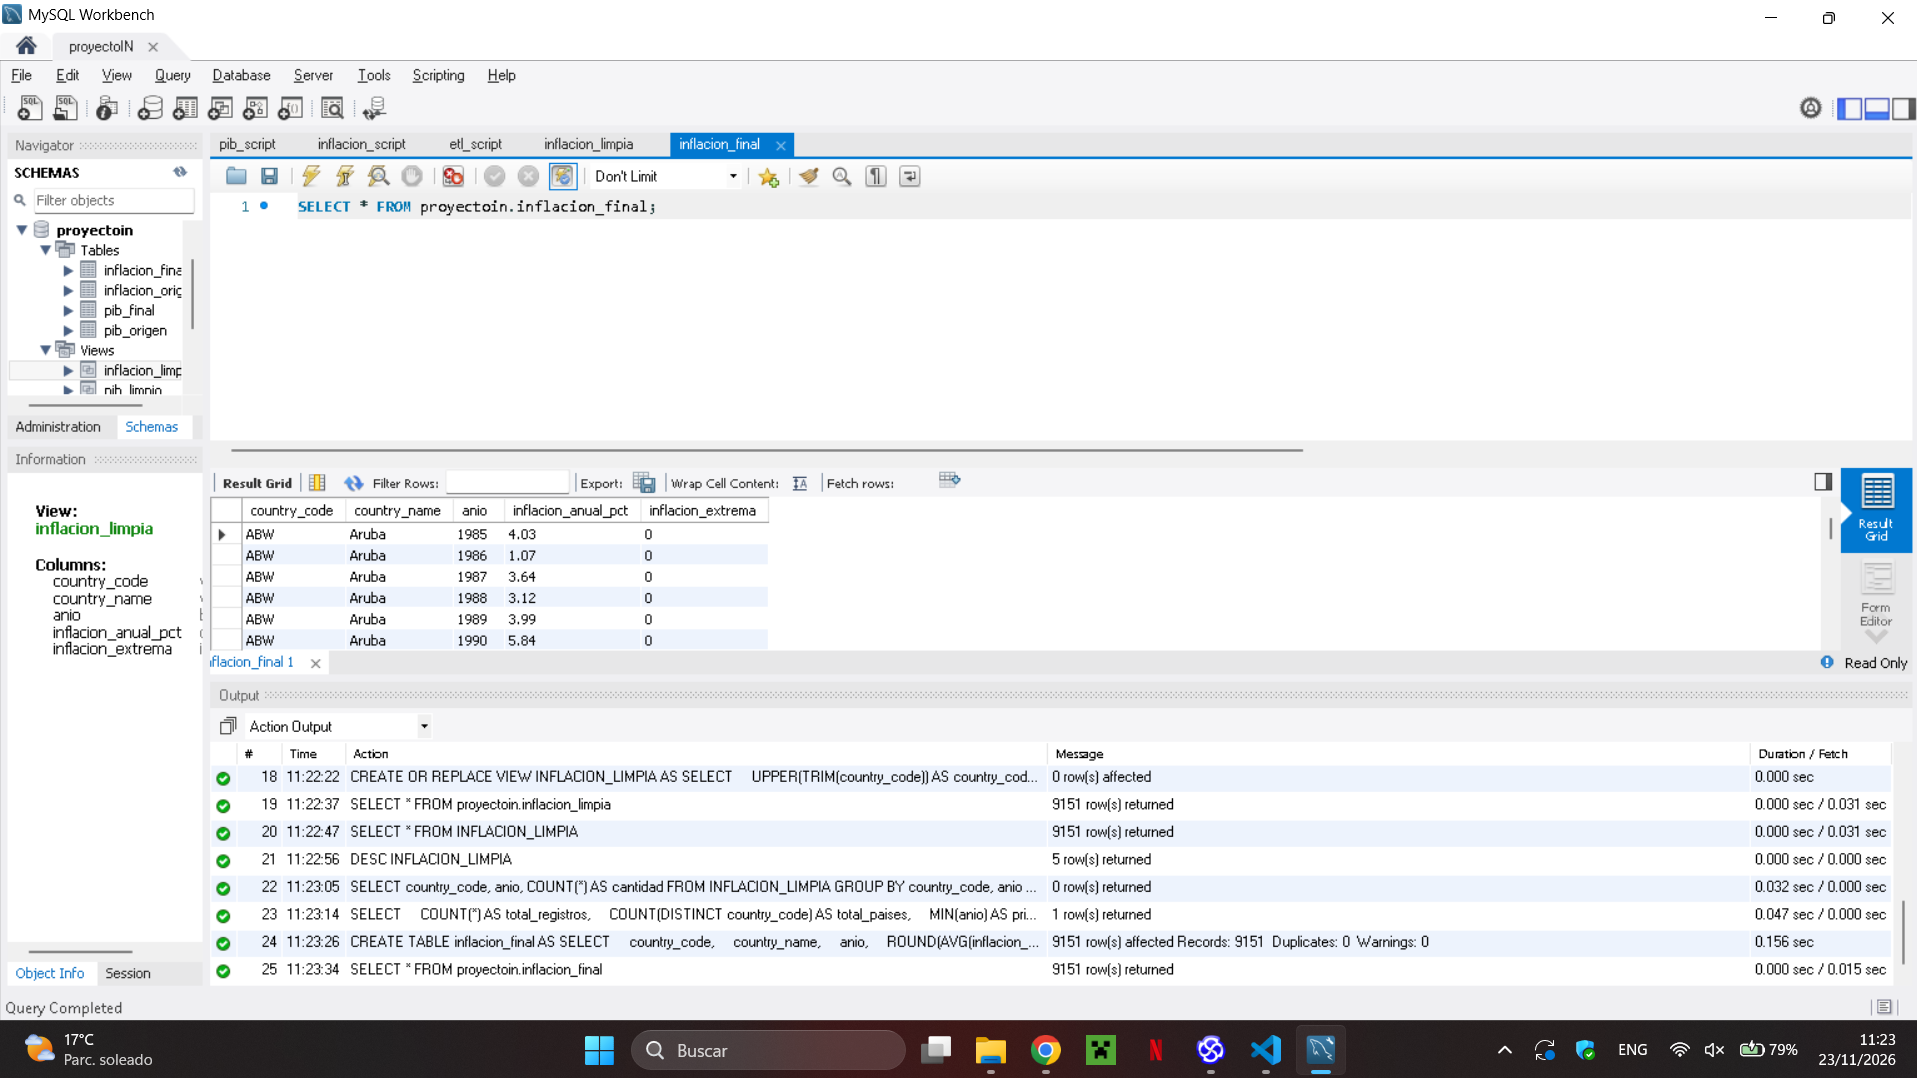 MySQL Workbench
proyectoIN
File Edit View Query Database Server Tools Scripting Help
Navigator
SCHEMAS
Filter objects
proyectoin
Tables
inflacion_fina
inflacion_orig
pib_final
pib_origen
Views
inflacion_limp
pib_limpio
Administration Schemas
Information
View:
inflacion_limpia
Columns:
country_code
country_name
anio
inflacion_anual_pct
inflacion_extrema
Object Info Session
pib_script inflacion_script etl_script inflacion_limpia inflacion_final
Don't Limit
1 SELECT * FROM proyectoin.inflacion_final;
Result Grid Filter Rows: Export: Wrap Cell Content: Fetch rows:
country_code country_name anio inflacion_anual_pct inflacion_extrema
ABW Aruba 1985 4.03 0
ABW Aruba 1986 1.07 0
ABW Aruba 1987 3.64 0
ABW Aruba 1988 3.12 0
ABW Aruba 1989 3.99 0
ABW Aruba 1990 5.84 0
Result
Grid
Form
Editor
nflacion_final 1
Read Only
Output
Action Output
# Time Action Message Duration / Fetch
18 11:22:22 CREATE OR REPLACE VIEW INFLACION_LIMPIA AS SELECT UPPER(TRIM(country_code)) AS country_cod... 0 row(s) affected 0.000 sec
19 11:22:37 SELECT * FROM proyectoin.inflacion_limpia 9151 row(s) returned 0.000 sec / 0.031 sec
20 11:22:47 SELECT * FROM INFLACION_LIMPIA 9151 row(s) returned 0.000 sec / 0.031 sec
21 11:22:56 DESC INFLACION_LIMPIA 5 row(s) returned 0.000 sec / 0.000 sec
22 11:23:05 SELECT country_code, anio, COUNT(*) AS cantidad FROM INFLACION_LIMPIA GROUP BY country_code, anio ... 0 row(s) returned 0.032 sec / 0.000 sec
23 11:23:14 SELECT COUNT(*) AS total_registros, COUNT(DISTINCT country_code) AS total_paises, MIN(anio) AS pri... 1 row(s) returned 0.047 sec / 0.000 sec
24 11:23:26 CREATE TABLE inflacion_final AS SELECT country_code, country_name, anio, ROUND(AVG(inflacion_... 9151 row(s) affected Records: 9151 Duplicates: 0 Warnings: 0 0.156 sec
25 11:23:34 SELECT * FROM proyectoin.inflacion_final 9151 row(s) returned 0.000 sec / 0.015 sec
Query Completed
17°C
Parc. soleado
Buscar
ENG
79%
11:23
23/11/2026